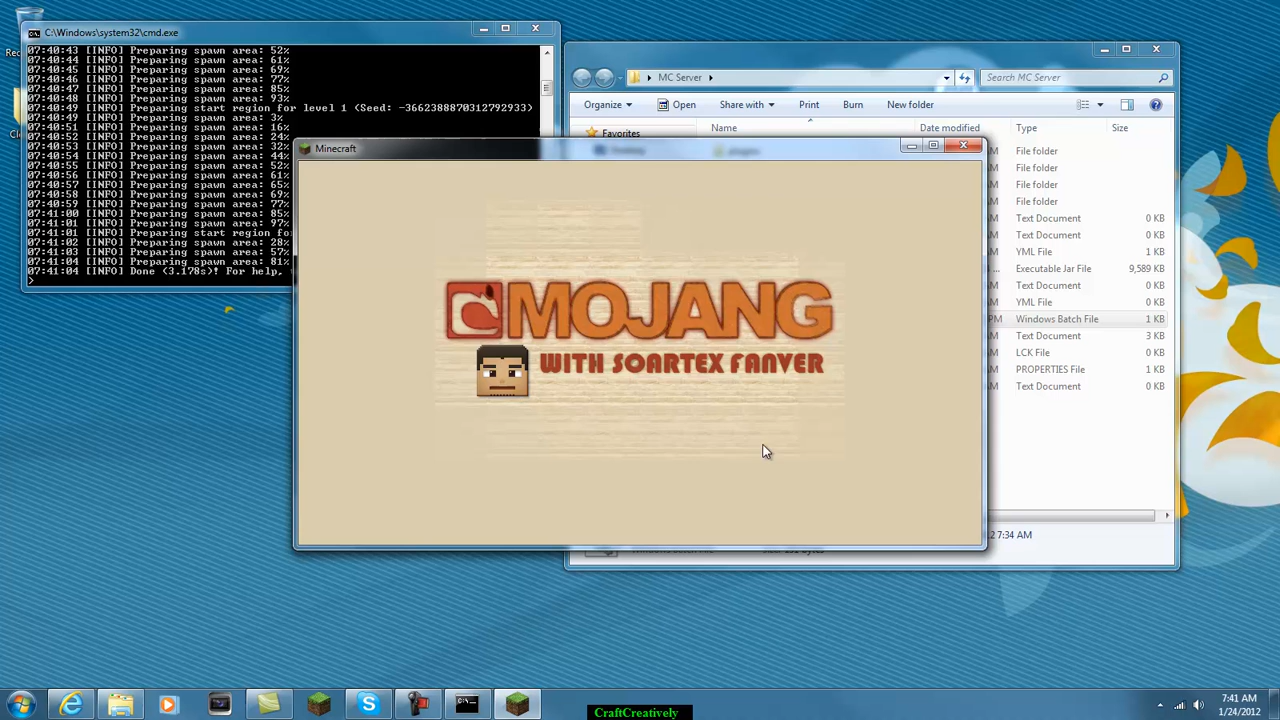 C:\Windows\system32\cmd.exe
07:40:43 [INFO] Preparing spawn area: 52%
07:40:44 [INFO] Preparing spawn area: 61%
07:40:45 [INFO] Preparing spawn area: 69%
07:40:46 [INFO] Preparing spawn area: 77%
07:40:47 [INFO] Preparing spawn area: 85%
07:40:48 [INFO] Preparing spawn area: 93%
07:40:49 [INFO] Preparing start region for level 1 (Seed: -3662388870312792933)
07:40:49 [INFO] Preparing spawn area: 3%
07:40:51 [INFO] Preparing spawn area: 16%
07:40:52 [INFO] Preparing spawn area: 24%
07:40:53 [INFO] Preparing spawn area: 32%
07:40:54 [INFO] Preparing spawn area: 44%
07:40:55 [INFO] Preparing spawn area: 52%
07:40:56 [INFO] Preparing spawn area: 61%
07:40:57 [INFO] Preparing spawn area: 65%
07:40:58 [INFO] Preparing spawn area: 69%
07:40:59 [INFO] Preparing spawn area: 77%
07:41:00 [INFO] Preparing spawn area: 85%
07:41:01 [INFO] Preparing spawn area: 97%
07:41:01 [INFO] Preparing start region fo
07:41:02 [INFO] Preparing spawn area: 28%
07:41:03 [INFO] Preparing spawn area: 57%
07:41:04 [INFO] Preparing spawn area: 81%
07:41:04 [INFO] Done (3.178s)! For help,
>
MC Server
Search MC Server
Organize Open Share with Print Burn New folder
Favorites
Name Date modified Type Size
Desktop
plugins
File folder
File folder
File folder
File folder
Text Document 0 KB
Text Document 0 KB
YML File 0 KB
... Executable Jar File 9,589 KB
Text Document 0 KB
YML File 0 KB
Windows Batch File 1 KB
Text Document 3 KB
LCK File 0 KB
PROPERTIES File 0 KB
Text Document 0 KB
2 7:34 AM
Minecraft
MOJANG
WITH SOARTEX FANVER
7:41 AM
1/24/2012
CraftCreatively